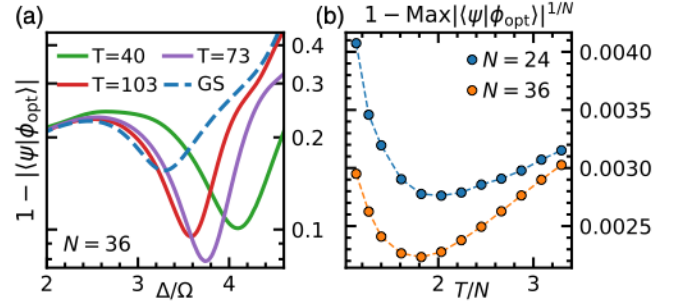 (a)
T=40
T=73
T=103
GS
N = 36
1 − |⟨ψ|ϕopt⟩|
0.4
0.3
0.2
0.1
2
3
4
Δ/Ω
(b)
1 − Max|⟨ψ|ϕopt⟩|^{1/N}
N = 24
N = 36
0.0040
0.0035
0.0030
0.0025
2
3
T/N